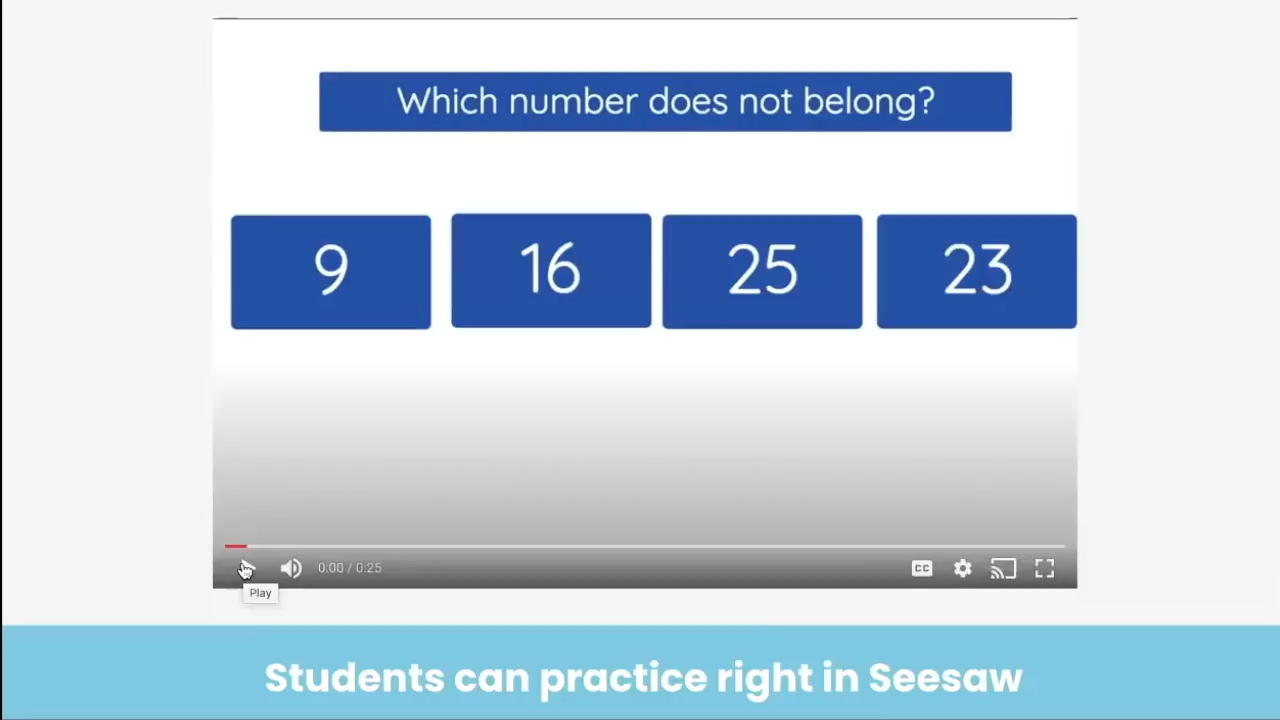 Which number does not belong?
9 16 25 23
0:00 / 0:25 CC
Play
Students can practice right in Seesaw